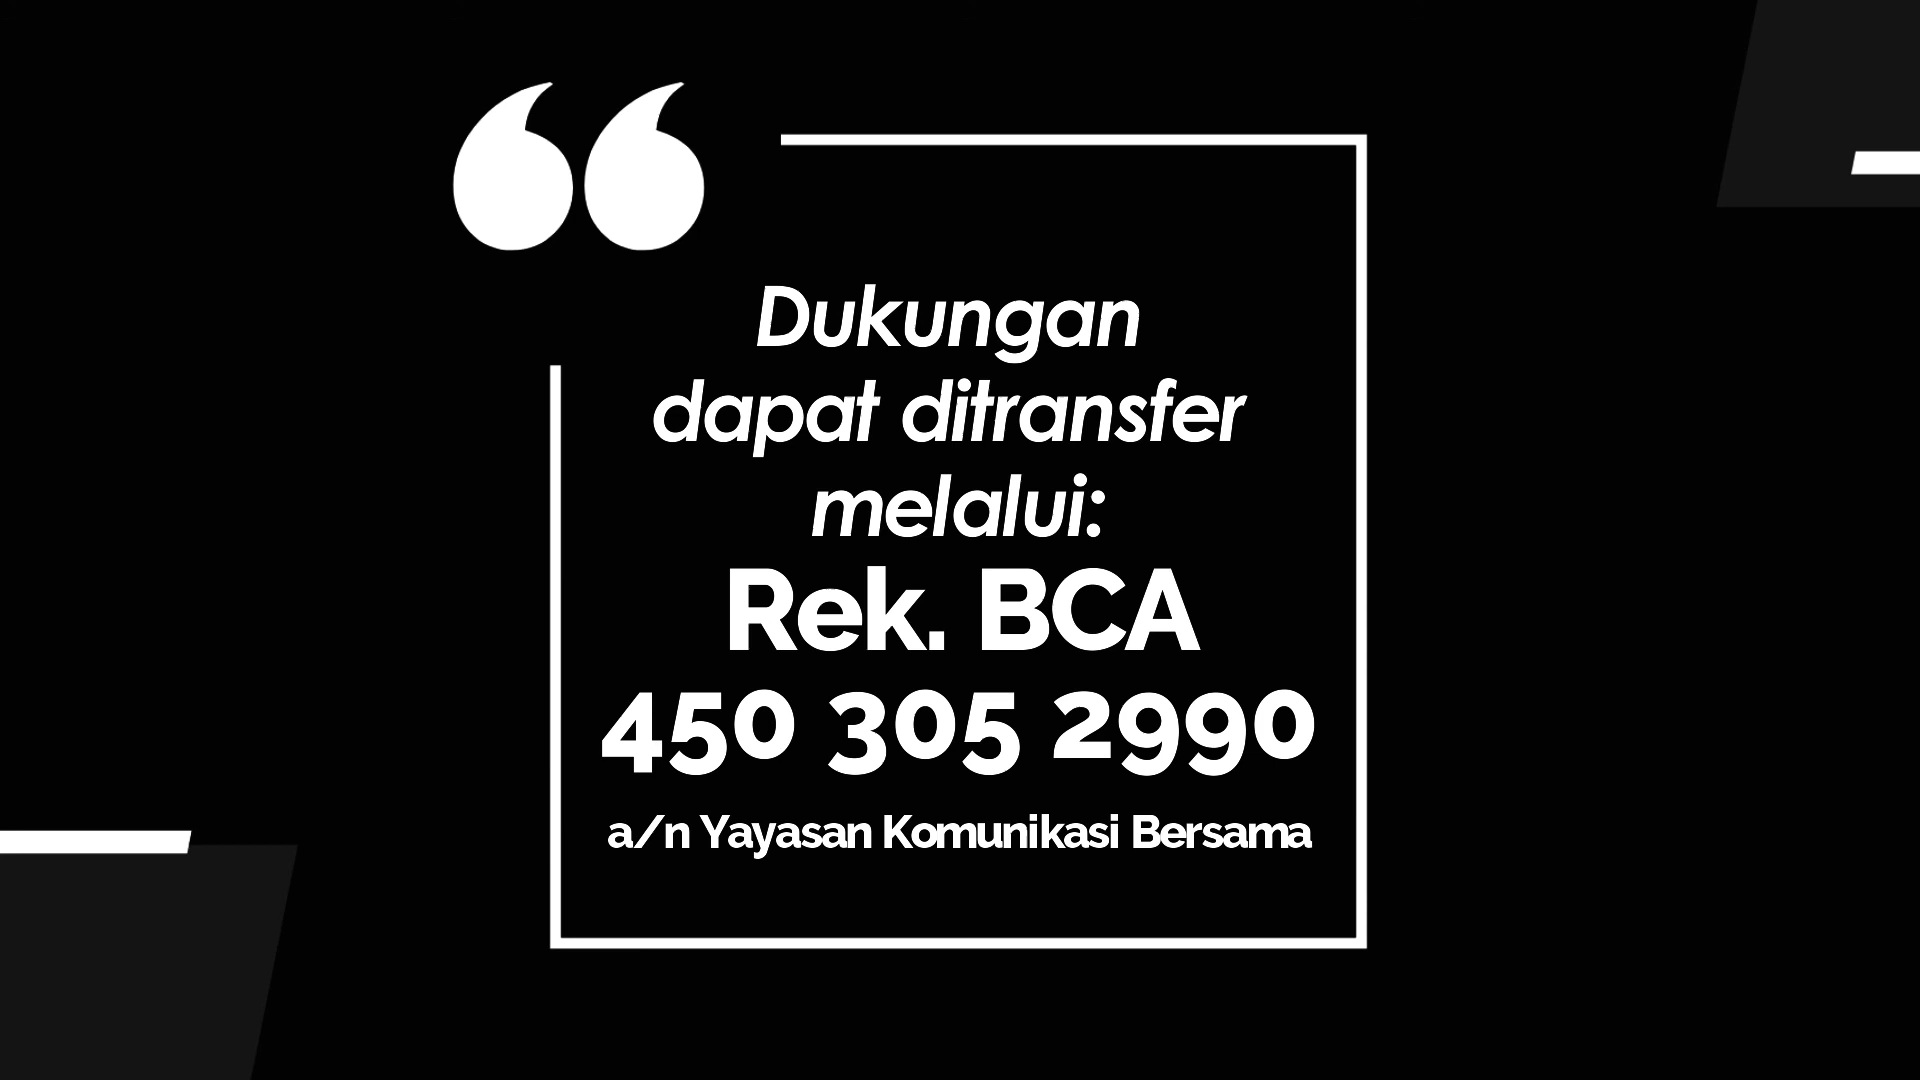 Dukungan
dapat ditransfer
melalui:
Rek. BCA
450 305 2990
a/n Yayasan Komunikasi Bersama